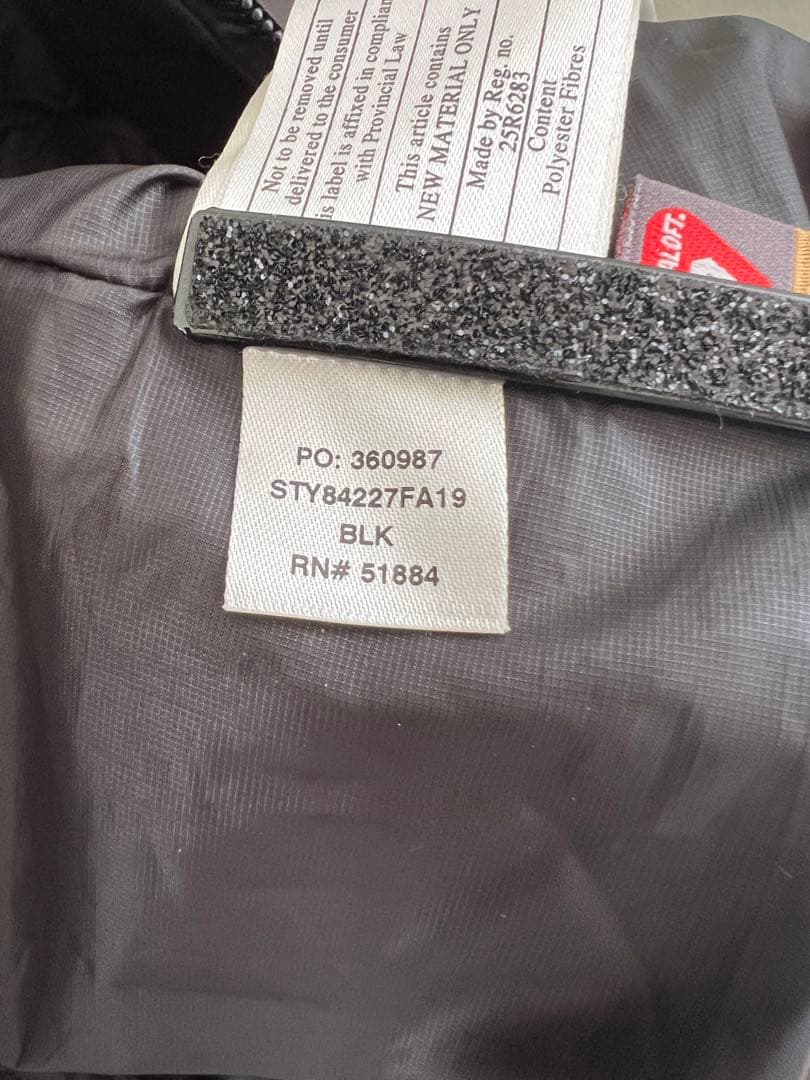 Not to be removed until
delivered to the consumer
is label is affixed in complian
with Provincial Law
This article contains
NEW MATERIAL ONLY
Made by Reg. no.
25R6283
Content
Polyester Fibres
ALOFT.
PO: 360987
STY84227FA19
BLK
RN# 51884